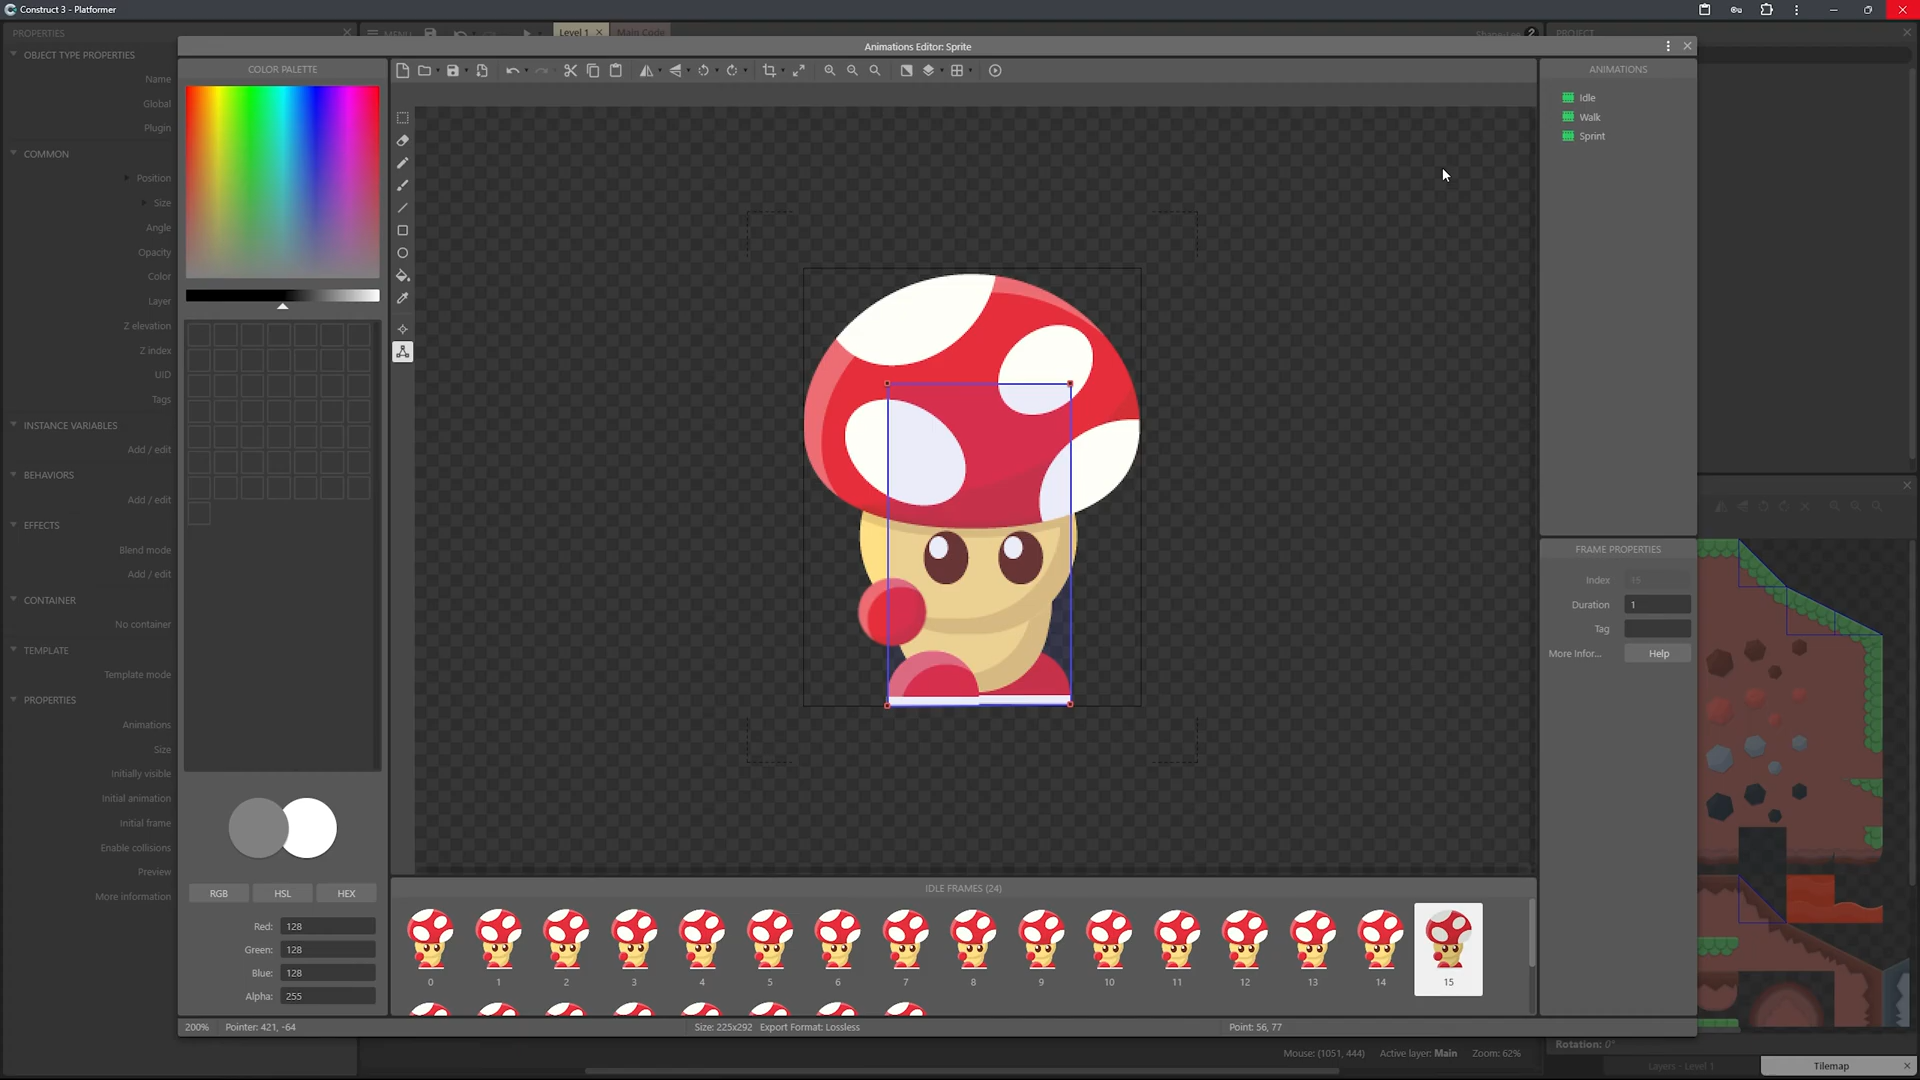 Construct 3 - Platformer
PROPERTIES
MENU
Level 1
Main Code
PROJECT
Animations Editor: Sprite
OBJECT TYPE PROPERTIES
Name
Global
Plugin
COMMON
Position
Size
Angle
Opacity
Color
Layer
Z elevation
Z index
UID
Tags
INSTANCE VARIABLES
Add / edit
BEHAVIORS
Add / edit
EFFECTS
Blend mode
Add / edit
CONTAINER
No container
TEMPLATE
Template mode
PROPERTIES
Animations
Size
Initially visible
Initial animation
Initial frame
Enable collisions
Preview
More information
COLOR PALETTE
RGB
HSL
HEX
Red: 128
Green: 128
Blue: 128
Alpha: 255
ANIMATIONS
Idle
Walk
Sprint
FRAME PROPERTIES
Index 15
Duration 1
Tag
More Infor... Help
IDLE FRAMES (24)
0 1 2 3 4 5 6 7 8 9 10 11 12 13 14 15
200% Pointer: 421, -64
Size: 225x292 Export Format: Lossless
Point: 56, 77
Mouse: (1051, 444) Active layer: Main Zoom: 62%
Rotation: 0°
Layers - Level 1
Tilemap